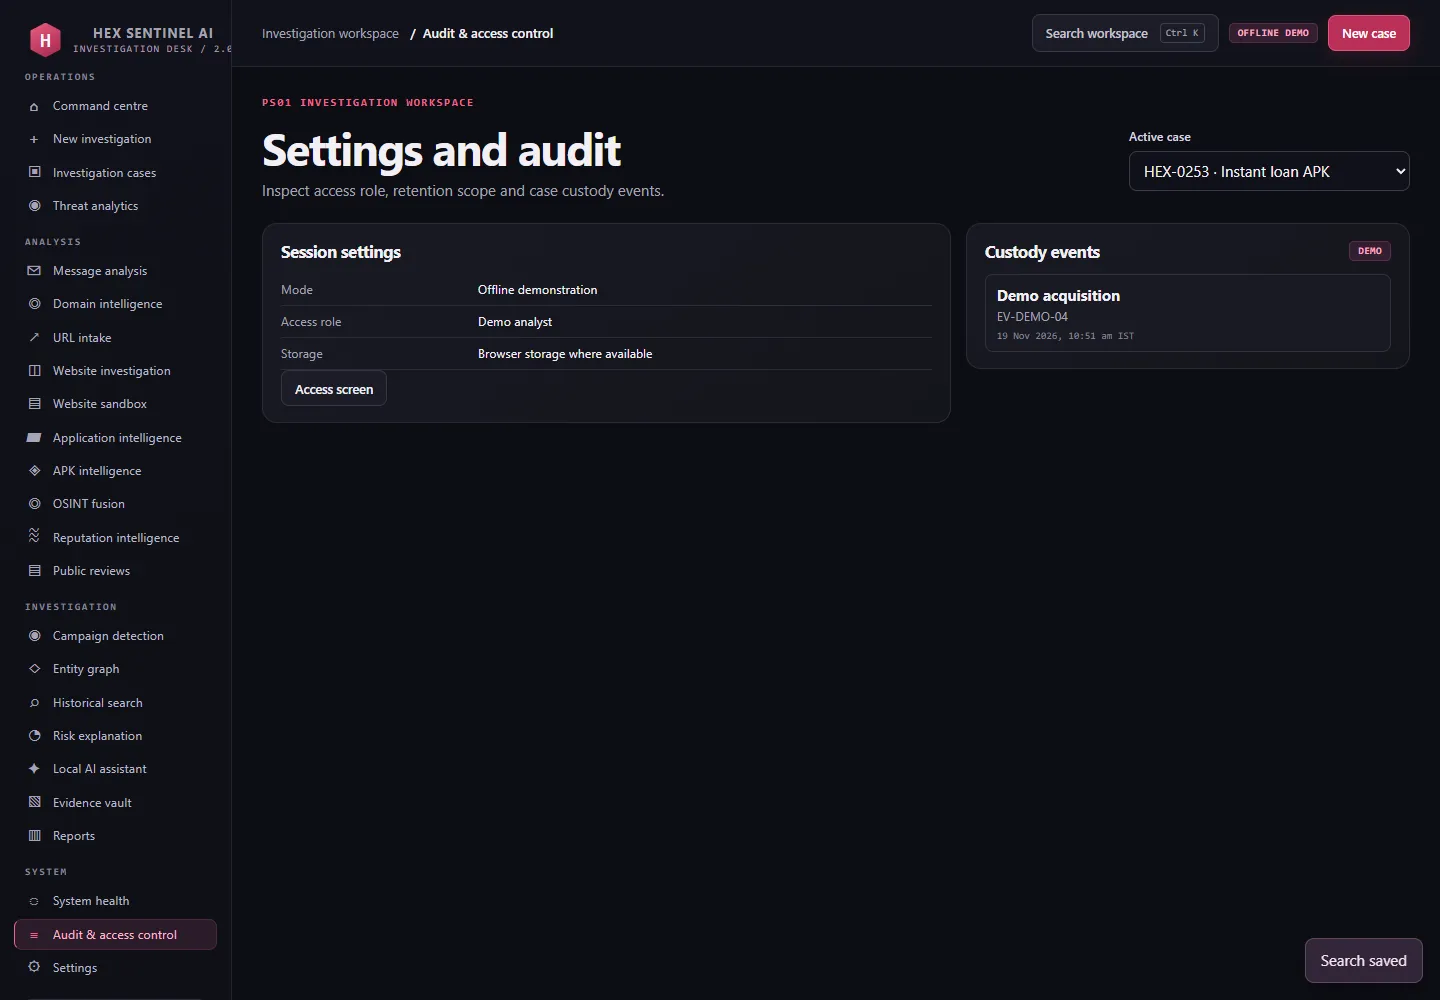 H
HEX SENTINEL AI
INVESTIGATION DESK / 2.0
OPERATIONS
Command centre
New investigation
Investigation cases
Threat analytics
ANALYSIS
Message analysis
Domain intelligence
URL intake
Website investigation
Website sandbox
Application intelligence
APK intelligence
OSINT fusion
Reputation intelligence
Public reviews
INVESTIGATION
Campaign detection
Entity graph
Historical search
Risk explanation
Local AI assistant
Evidence vault
Reports
SYSTEM
System health
Audit & access control
Settings
Investigation workspace / Audit & access control
Search workspace Ctrl K
OFFLINE DEMO
New case
PS01 INVESTIGATION WORKSPACE
Settings and audit
Inspect access role, retention scope and case custody events.
Active case
HEX-0253 · Instant loan APK
Session settings
Mode Offline demonstration
Access role Demo analyst
Storage Browser storage where available
Access screen
Custody events
DEMO
Demo acquisition
EV-DEMO-04
19 Nov 2026, 10:51 am IST
Search saved